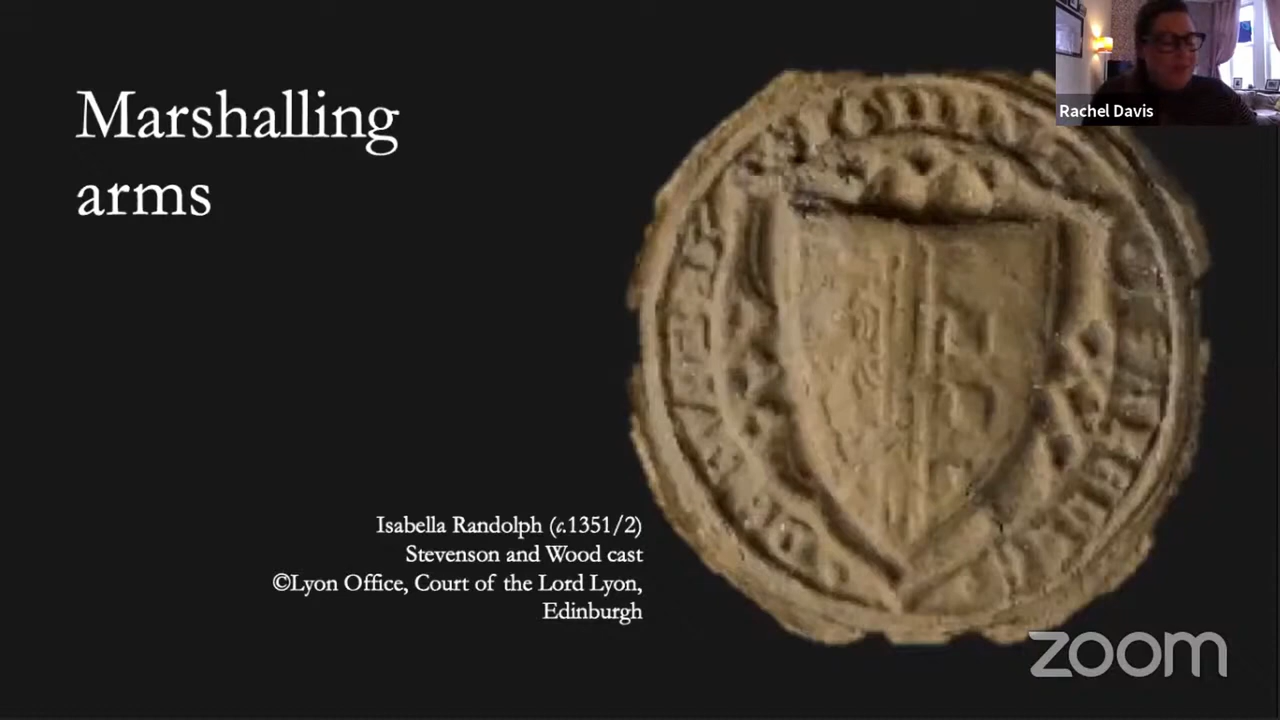 Marshalling
arms
Rachel Davis
Isabella Randolph (c.1351/2)
Stevenson and Wood cast
©Lyon Office, Court of the Lord Lyon,
Edinburgh
zoom